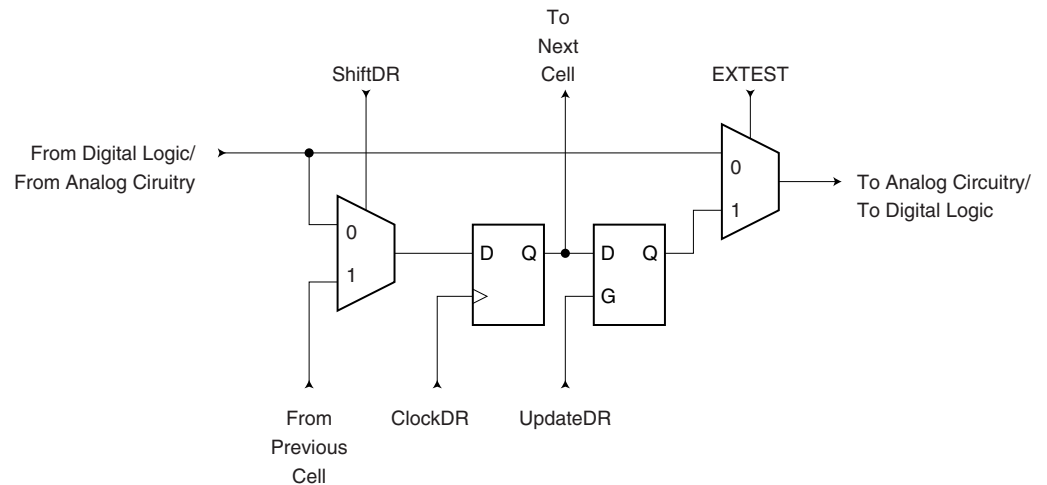 To
Next
Cell
ShiftDR
EXTEST
From Digital Logic/
From Analog Ciruitry
0
To Analog Circuitry/
To Digital Logic
1
0
1
D Q
D Q
G
From
Previous
Cell
ClockDR
UpdateDR